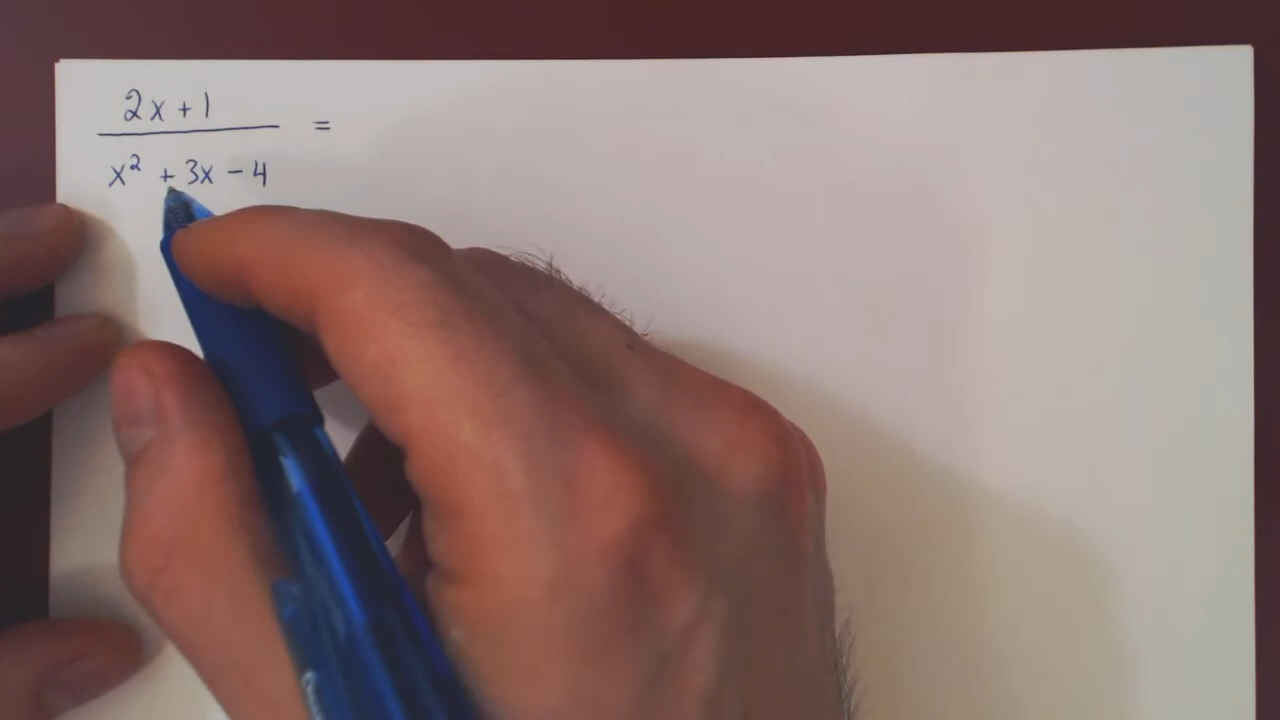 2x + 1 =
x² + 3x - 4